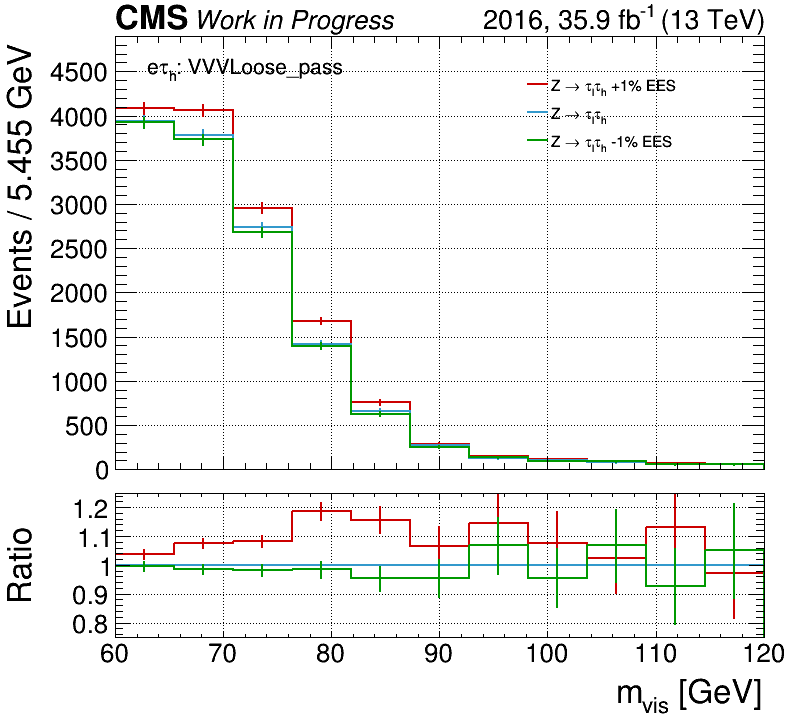 CMS Work in Progress 2016, 35.9 fb⁻¹ (13 TeV)
eτₕ: VVVLoose_pass
Z → τₗτₕ +1% EES
Z → τₗτₕ
Z → τₗτₕ -1% EES
Events / 5.455 GeV
4500
4000
3500
3000
2500
2000
1500
1000
500
0
Ratio
1.2
1.1
1
0.9
0.8
60 70 80 90 100 110 120
m_vis [GeV]